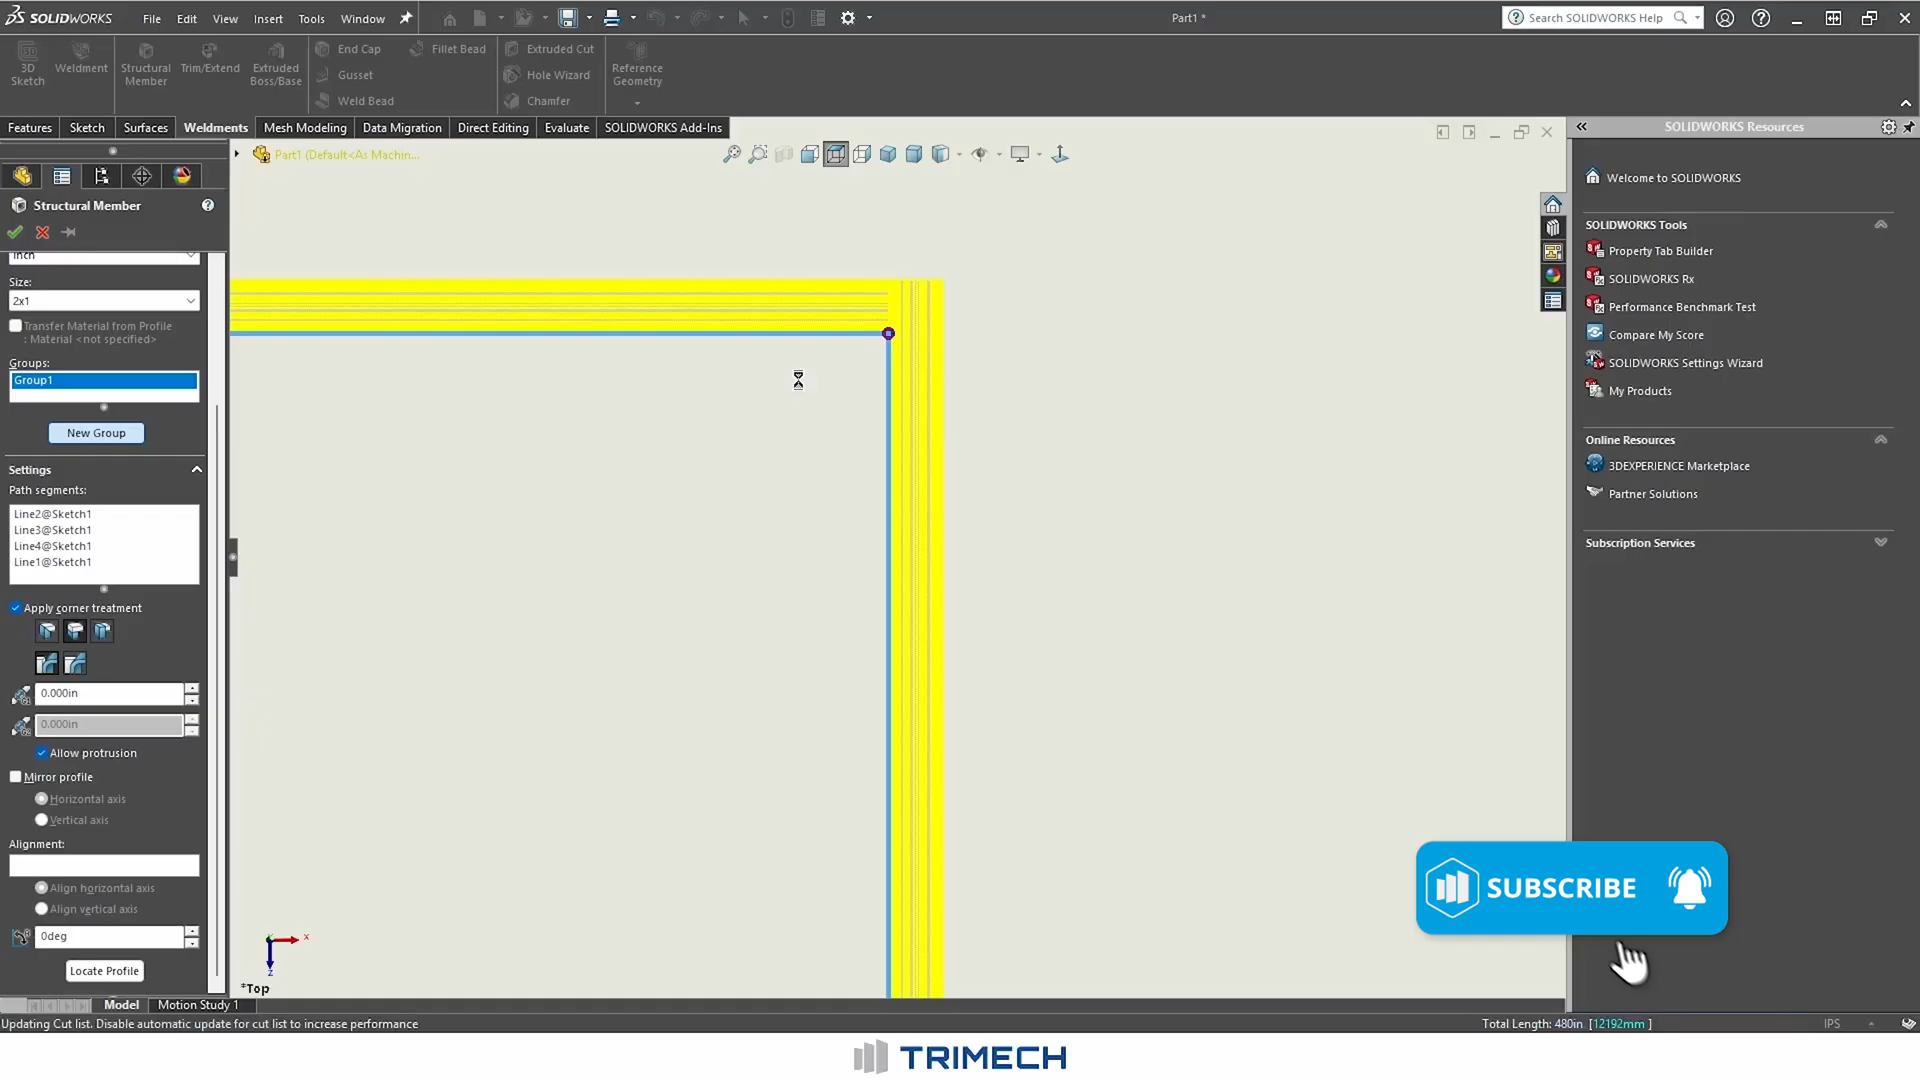 SOLIDWORKS
File
Edit
View
Insert
Tools
Window
Part1 *
Search SOLIDWORKS Help
3D
Sketch
Weldment
Structural
Member
Trim/Extend
Extruded
Boss/Base
End Cap
Gusset
Weld Bead
Fillet Bead
Extruded Cut
Hole Wizard
Chamfer
Reference
Geometry
Features
Sketch
Surfaces
Weldments
Mesh Modeling
Data Migration
Direct Editing
Evaluate
SOLIDWORKS Add-Ins
Part1 (Default<As Machin...
Structural Member
inch
Size:
2x1
Transfer Material from Profile
: Material <not specified>
Groups:
Group1
New Group
Settings
Path segments:
Line2@Sketch1
Line3@Sketch1
Line4@Sketch1
Line1@Sketch1
Apply corner treatment
0.000in
0.000in
Allow protrusion
Mirror profile
Horizontal axis
Vertical axis
Alignment:
Align horizontal axis
Align vertical axis
0deg
Locate Profile
x
z
*Top
SOLIDWORKS Resources
Welcome to SOLIDWORKS
SOLIDWORKS Tools
Property Tab Builder
SOLIDWORKS Rx
Performance Benchmark Test
Compare My Score
SOLIDWORKS Settings Wizard
My Products
Online Resources
3DEXPERIENCE Marketplace
Partner Solutions
Subscription Services
SUBSCRIBE
Model
Motion Study 1
Updating Cut list. Disable automatic update for cut list to increase performance
Total Length: 480in [12192mm ]
IPS
TRIMECH